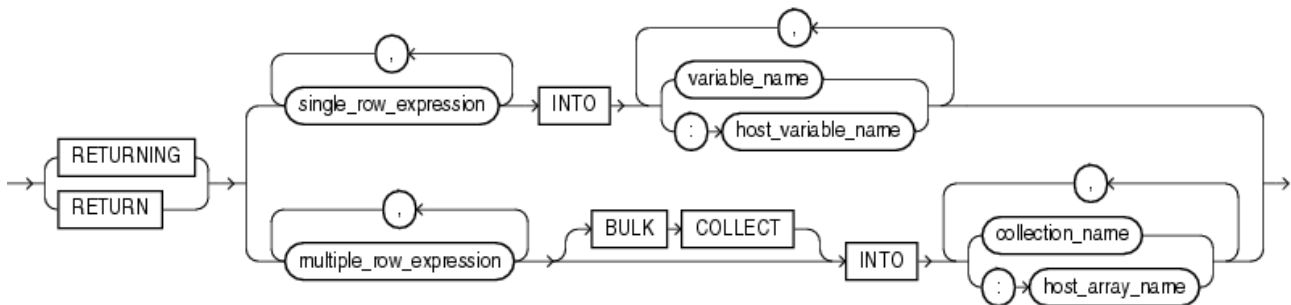 ,
single_row_expression
INTO
,
variable_name
: host_variable_name
RETURNING
RETURN
,
multiple_row_expression
BULK COLLECT
INTO
,
collection_name
: host_array_name